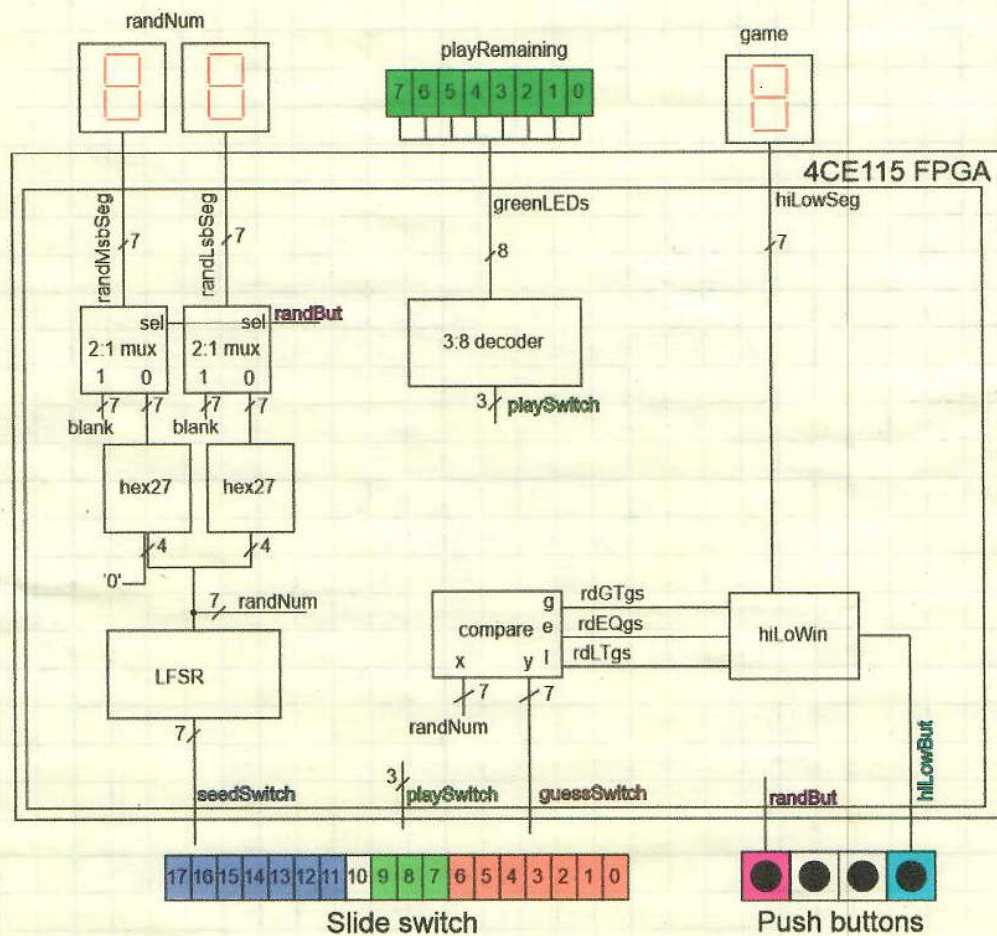 randNum
playRemaining
game
7 6 5 4 3 2 1 0
4CE115 FPGA
randMsbSeg
7
randLsbSeg
7
greenLEDs
8
hiLowSeg
7
sel
2:1 mux
1 0
sel
2:1 mux
1 0
randBut
3:8 decoder
7
7
7
7
blank
blank
3
playSwitch
hex27
hex27
4
4
'0'
7
randNum
LFSR
7
compare
g
e
l
x
y
rdGTgs
rdEQgs
rdLTgs
hiLoWin
7
7
randNum
seedSwitch
3
playSwitch
guessSwitch
randBut
hiLowBut
17 16 15 14 13 12 11 10 9 8 7 6 5 4 3 2 1 0
Slide switch
Push buttons